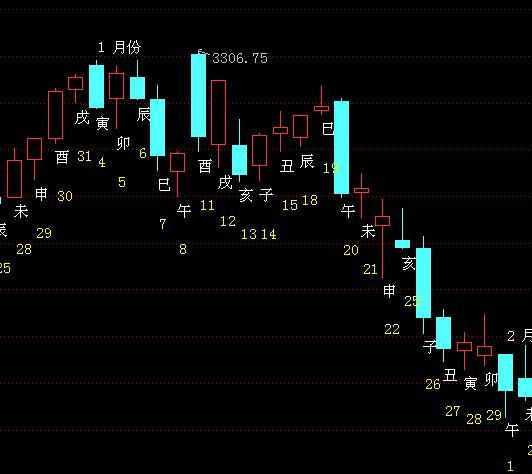 1 月份
3306.75
辰 未 申 酉 戌 寅 卯 辰 巳 午 酉 戌 亥 子 丑 辰 巳 午 未 申 亥 子 丑 寅 卯 午 未
25 28 29 30 31 4 5 6 7 8 11 12 13 14 15 18 19 20 21 22 25 26 27 28 29 1
2 月